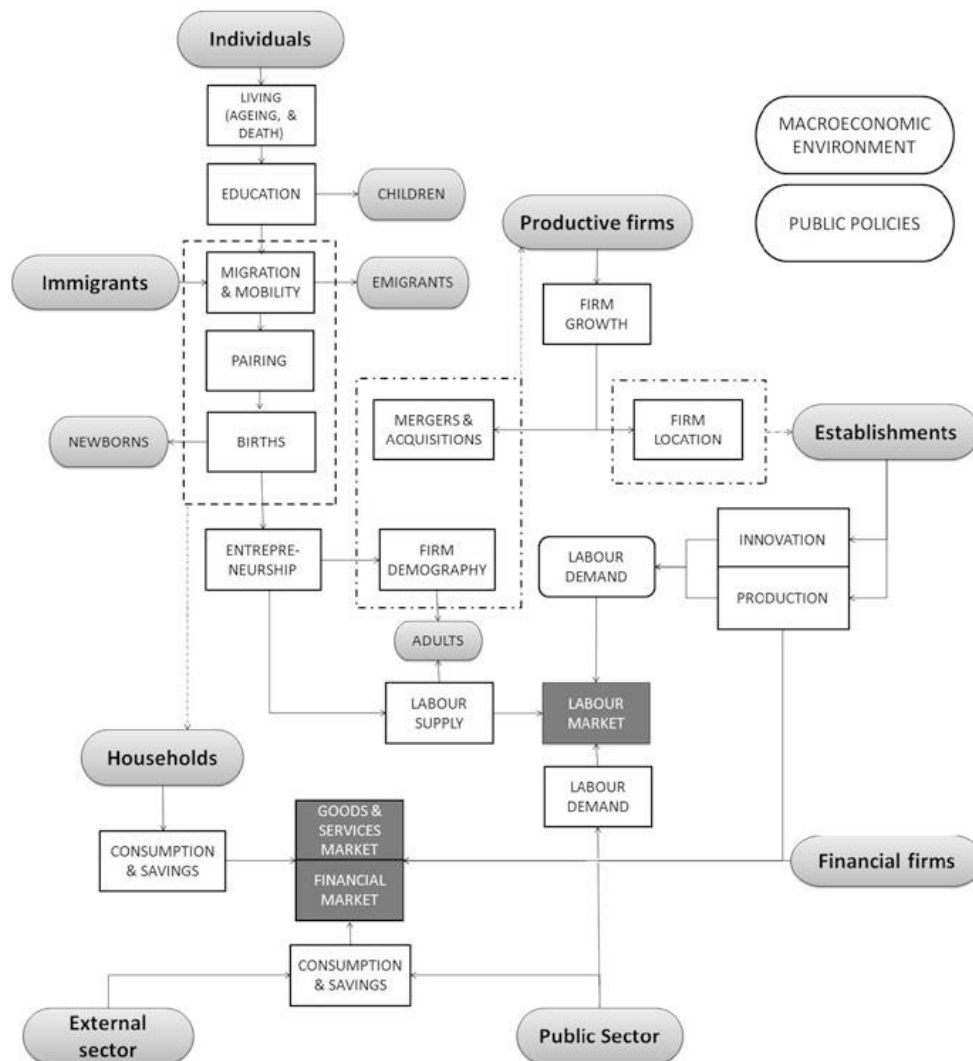 Individuals
LIVING
(AGEING, &
DEATH)
MACROECONOMIC
ENVIRONMENT
EDUCATION
CHILDREN
Productive firms
PUBLIC POLICIES
Immigrants
MIGRATION
& MOBILITY
EMIGRANTS
FIRM
GROWTH
PAIRING
NEWBORNS
BIRTHS
MERGERS &
ACQUISITIONS
FIRM
LOCATION
Establishments
ENTREPRE-
NEURSHIP
FIRM
DEMOGRAPHY
LABOUR
DEMAND
INNOVATION
PRODUCTION
ADULTS
LABOUR
SUPPLY
LABOUR
MARKET
Households
LABOUR
DEMAND
CONSUMPTION
& SAVINGS
GOODS &
SERVICES
MARKET
FINANCIAL
MARKET
Financial firms
CONSUMPTION
& SAVINGS
External
sector
Public Sector